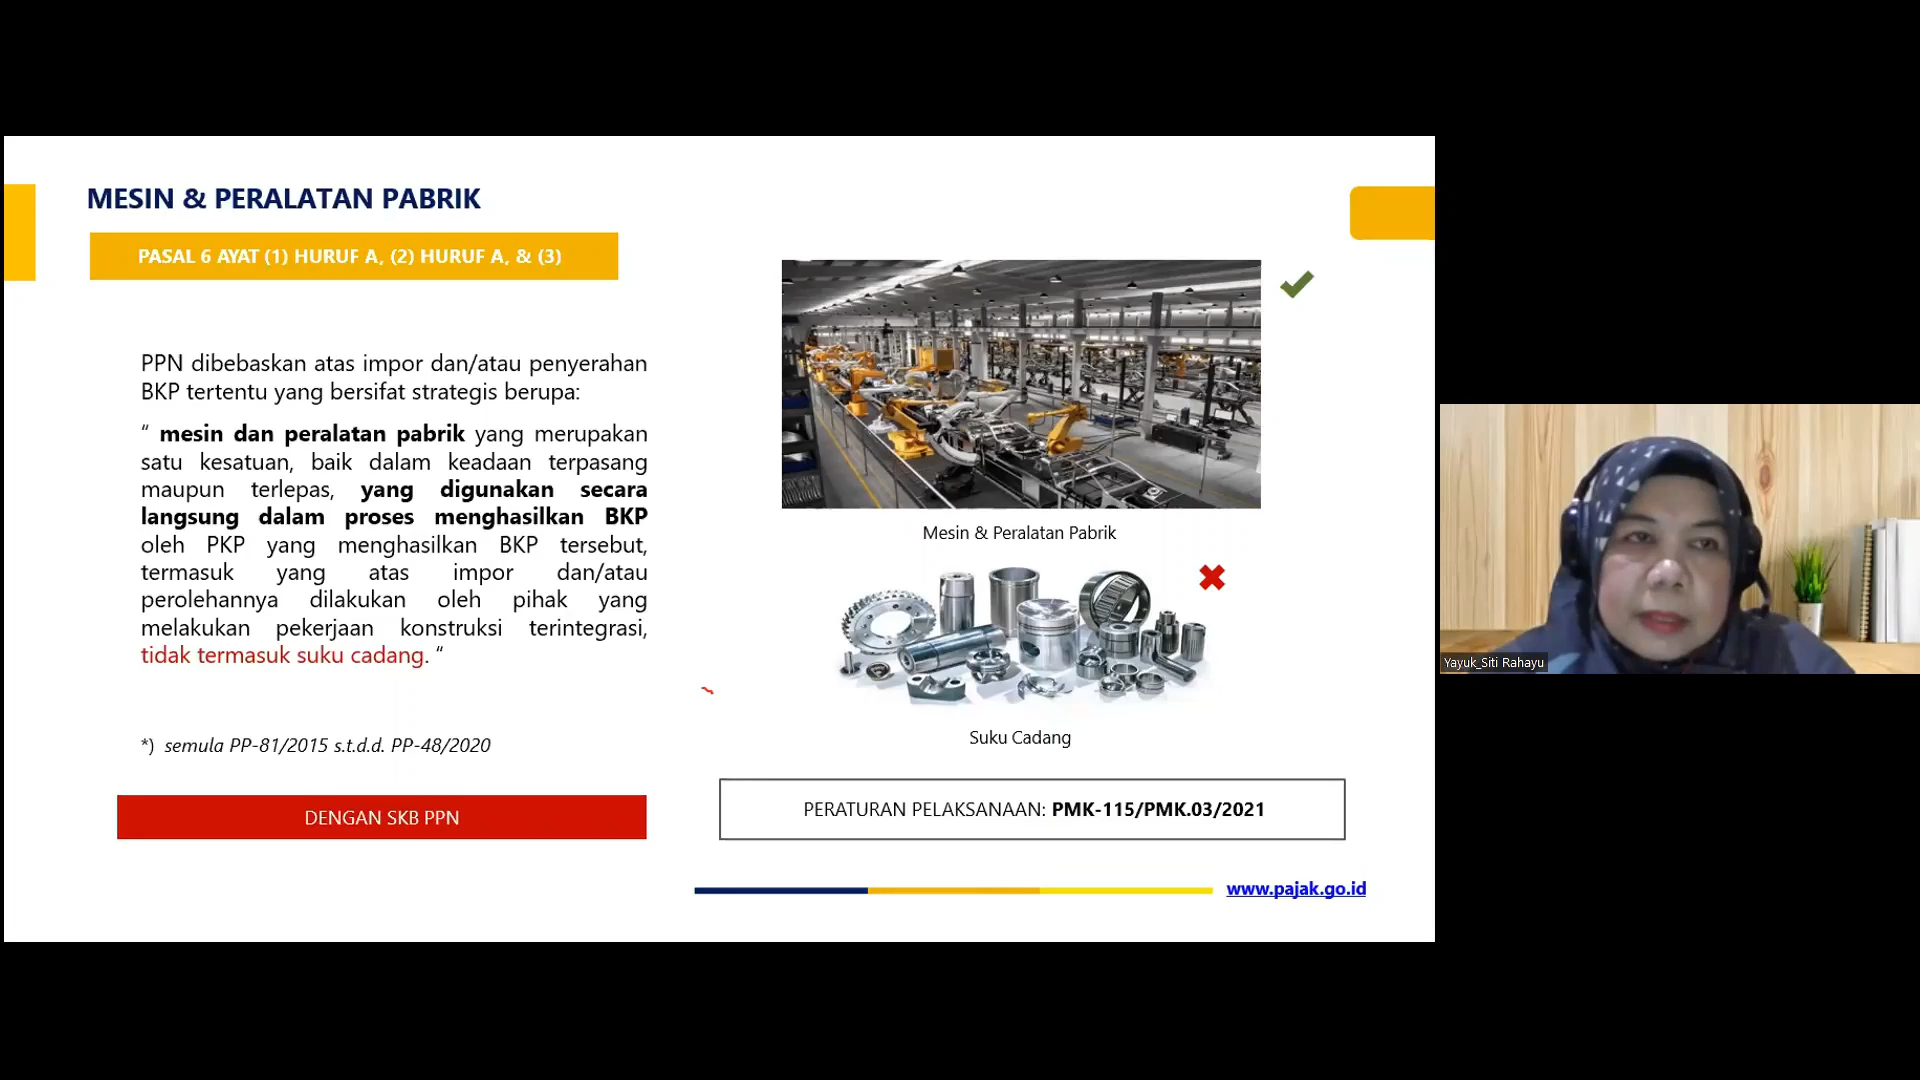 MESIN & PERALATAN PABRIK
PASAL 6 AYAT (1) HURUF A, (2) HURUF A, & (3)
PPN dibebaskan atas impor dan/atau penyerahan
BKP tertentu yang bersifat strategis berupa:
“ mesin dan peralatan pabrik yang merupakan
satu kesatuan, baik dalam keadaan terpasang
maupun terlepas, yang digunakan secara
langsung dalam proses menghasilkan BKP
oleh PKP yang menghasilkan BKP tersebut,
termasuk yang atas impor dan/atau
perolehannya dilakukan oleh pihak yang
melakukan pekerjaan konstruksi terintegrasi,
tidak termasuk suku cadang. “
*) semula PP-81/2015 s.t.d.d. PP-48/2020
DENGAN SKB PPN
Mesin & Peralatan Pabrik
Suku Cadang
PERATURAN PELAKSANAAN: PMK-115/PMK.03/2021
www.pajak.go.id
Yayuk_Siti Rahayu